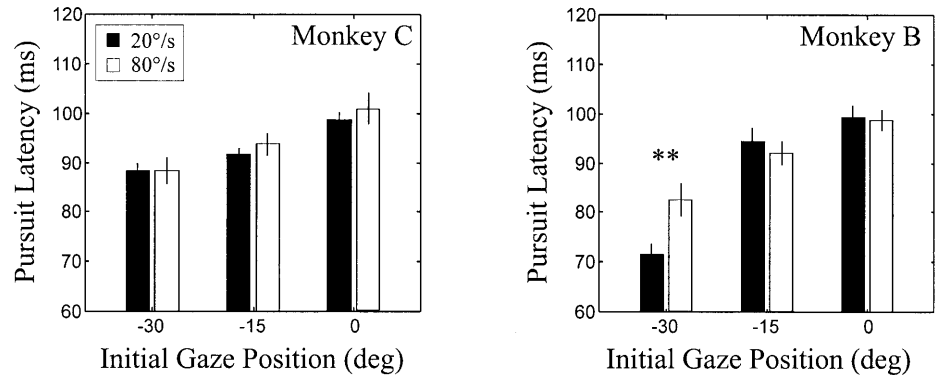 Monkey C
20°/s
80°/s
120
110
100
90
80
70
60
Pursuit Latency (ms)
-30 -15 0
Initial Gaze Position (deg)
Monkey B
**
120
110
100
90
80
70
60
Pursuit Latency (ms)
-30 -15 0
Initial Gaze Position (deg)